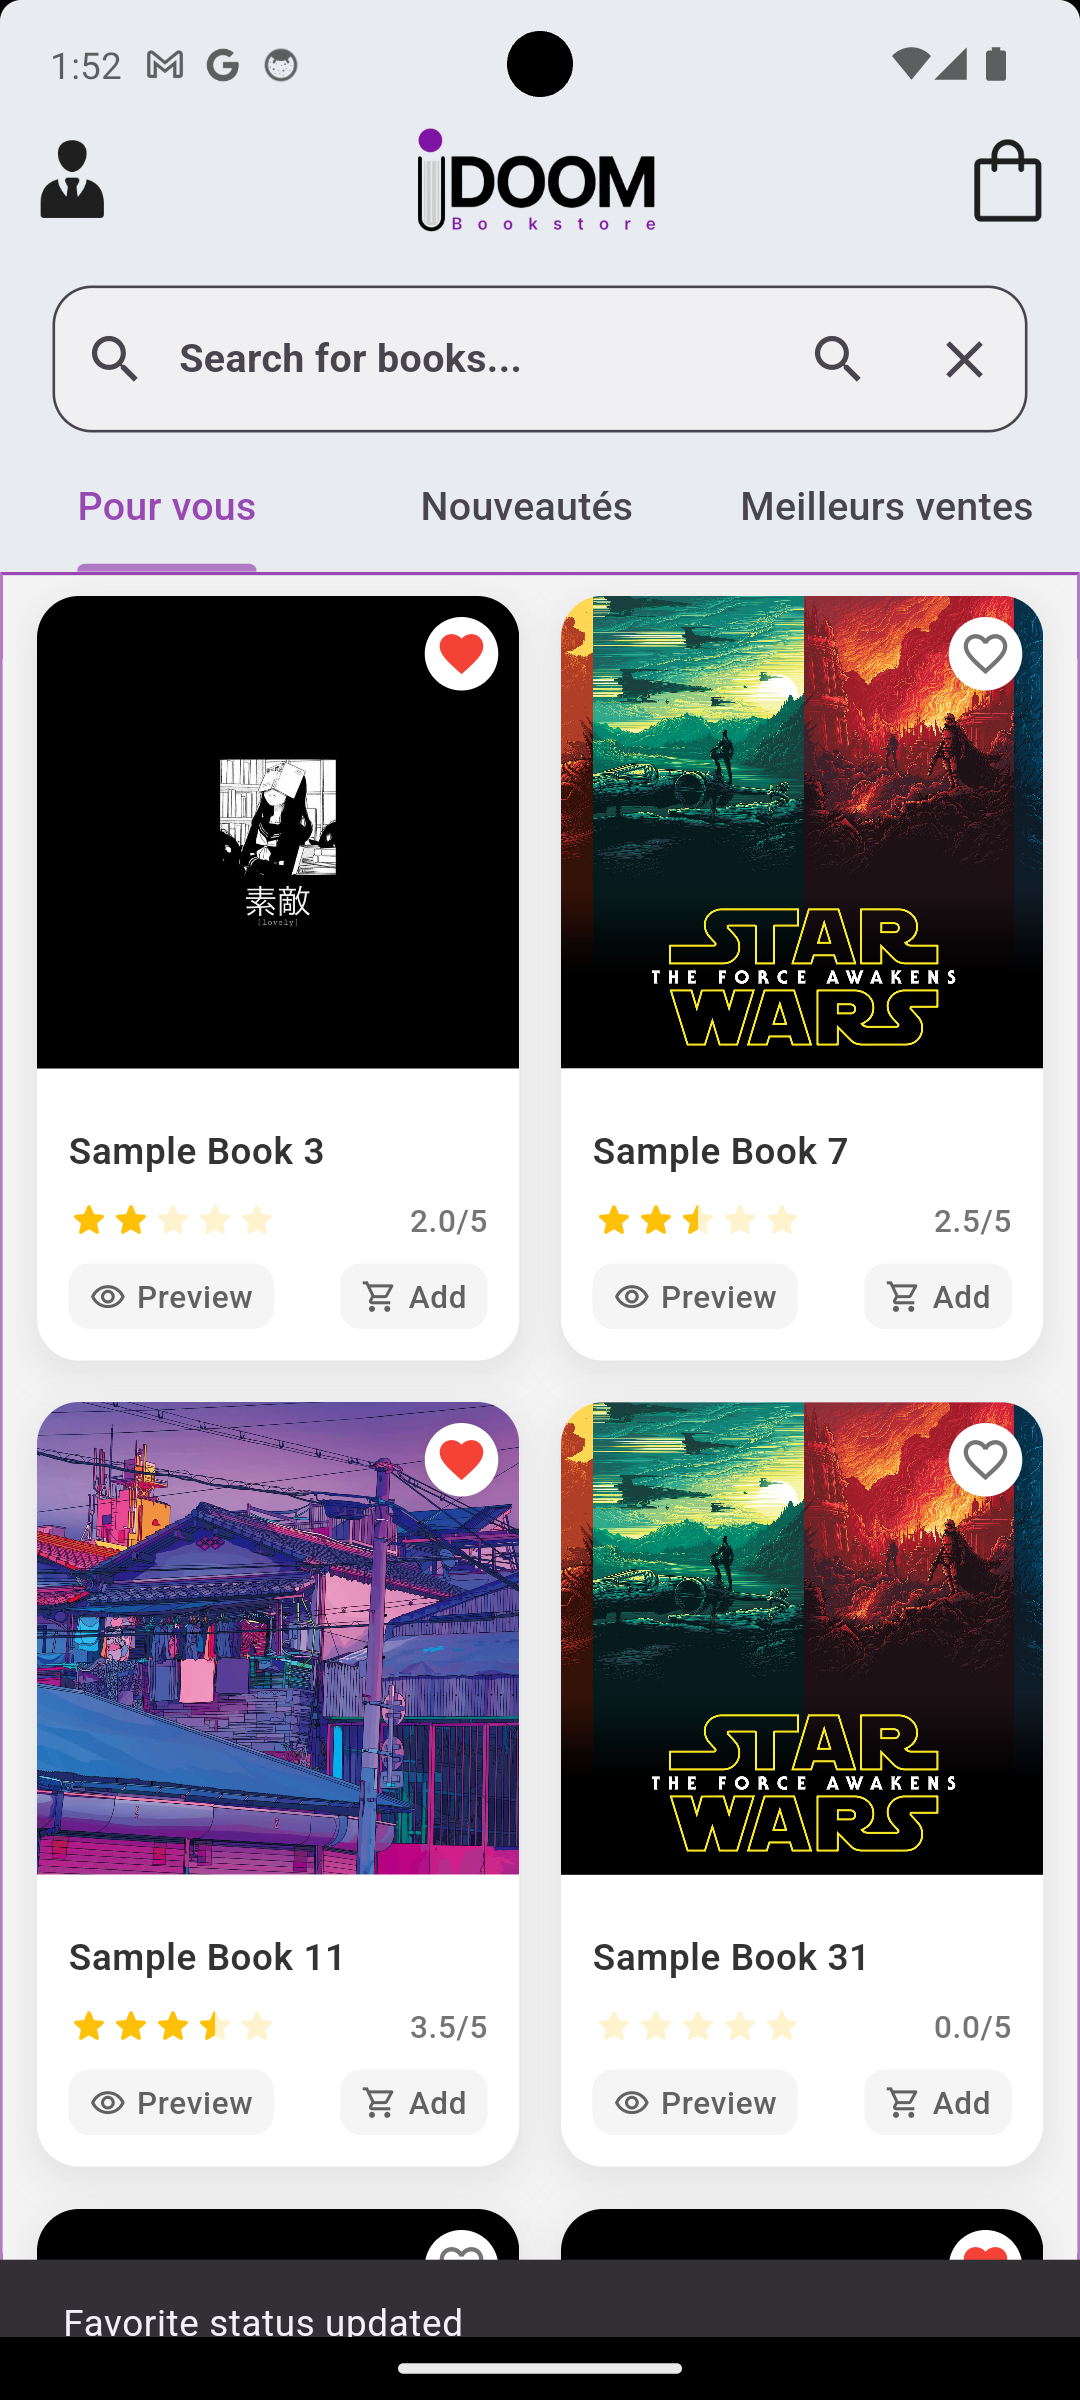 1:52
DOOM
Bookstore
Search for books...
Pour vous
Nouveautés
Meilleurs ventes
素敵
[lovely]
STAR
THE FORCE AWAKENS
WARS
Sample Book 3
2.0/5
Preview
Add
Sample Book 7
2.5/5
Preview
Add
STAR
THE FORCE AWAKENS
WARS
Sample Book 11
3.5/5
Preview
Add
Sample Book 31
0.0/5
Preview
Add
Favorite status updated